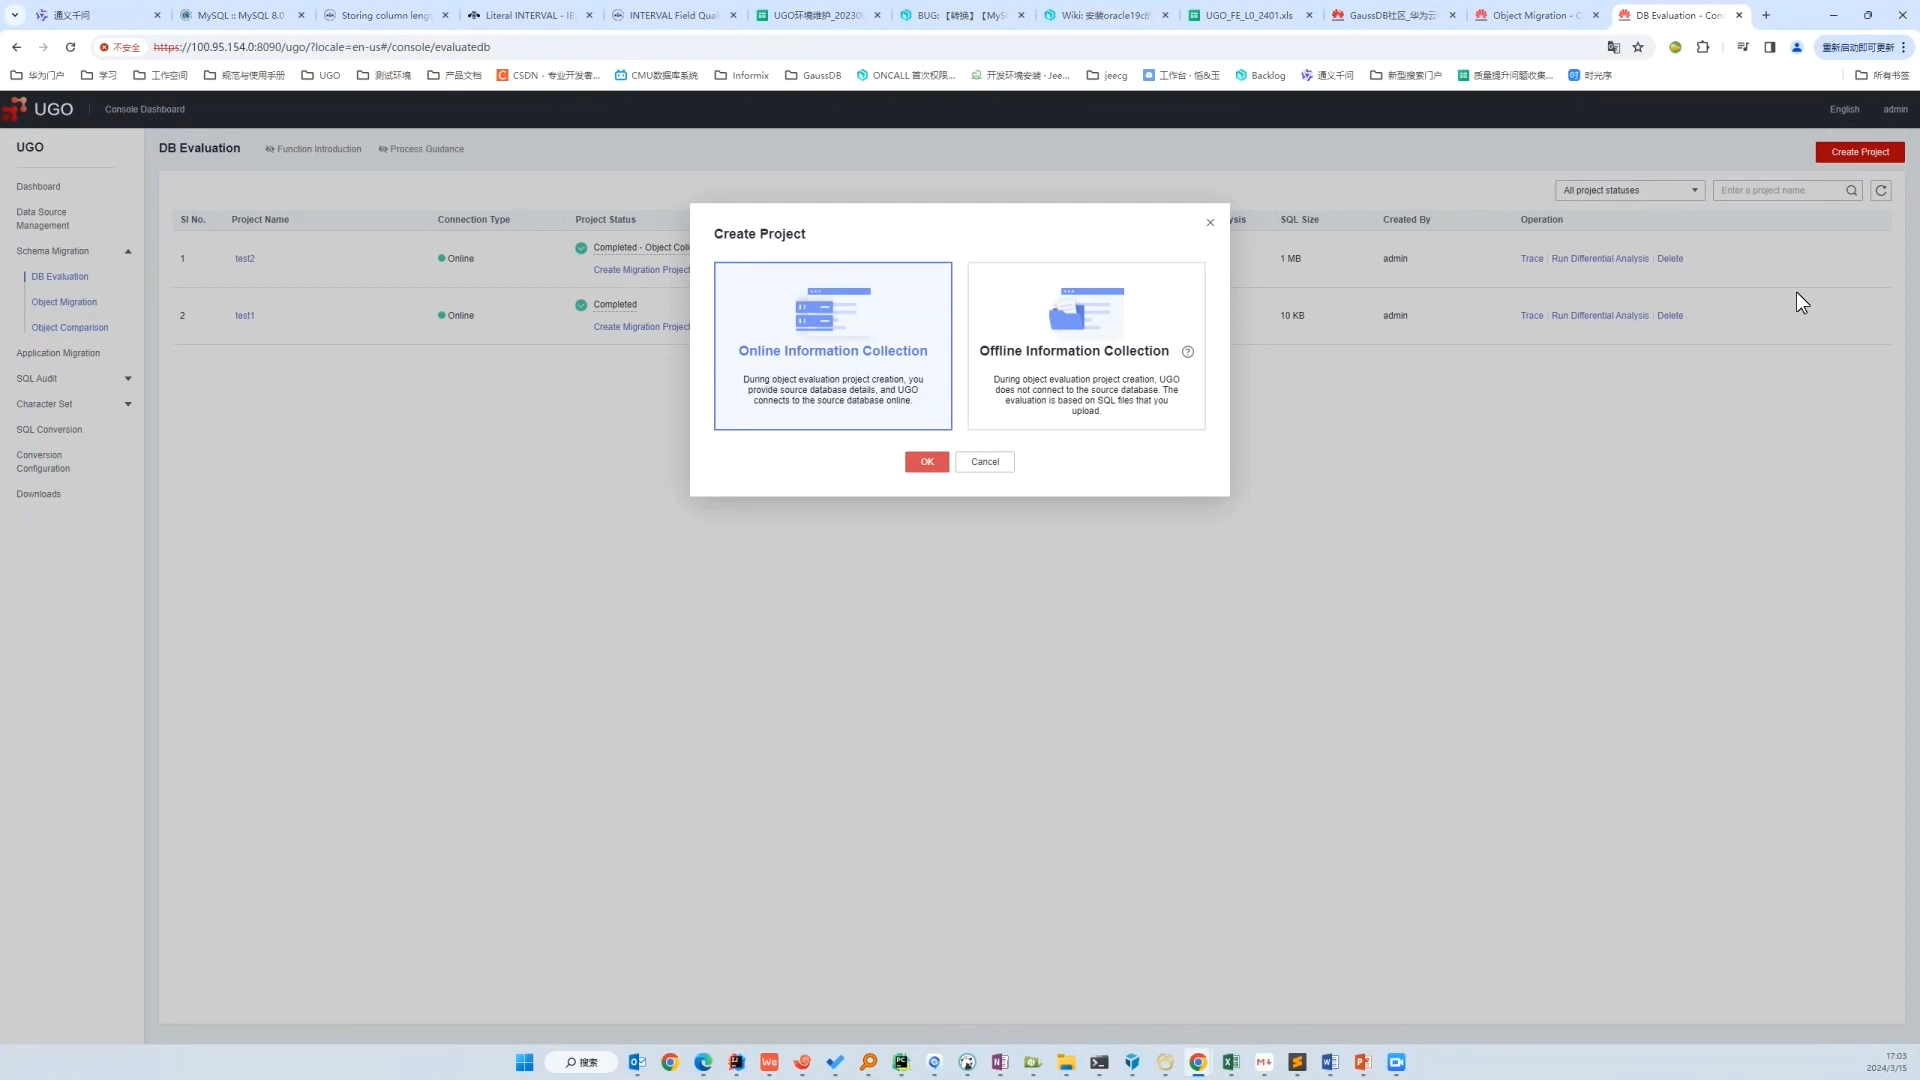 通义千问
MySQL :: MySQL 8.0
Storing column leng
Literal INTERVAL - IB
INTERVAL Field Qual
UGO环境维护_20230
BUG: 【转换】【MyS
Wiki: 安装oracle19c的
UGO_FE_L0_2401.xls
GaussDB社区_华为云
Object Migration - C
DB Evaluation - Con
不安全
https://100.95.154.0:8090/ugo/?locale=en-us#/console/evaluatedb
重新启动即可更新
华为门户
学习
工作空间
规范与使用手册
UGO
测试环境
产品文档
CSDN - 专业开发者...
CMU数据库系统
Informix
GaussDB
ONCALL 首次权限...
开发环境安装 · Jee...
jeecg
工作台 · 恬&玉
Backlog
通义千问
新型搜索门户
质量提升问题收集...
时光序
所有书签
UGO
Console Dashboard
English
admin
UGO
DB Evaluation
Function Introduction
Process Guidance
Create Project
Dashboard
Data Source
Management
Schema Migration
DB Evaluation
Object Migration
Object Comparison
Application Migration
SQL Audit
Character Set
SQL Conversion
Conversion
Configuration
Downloads
All project statuses
Enter a project name.
SI No.
Project Name
Connection Type
Project Status
ysis
SQL Size
Created By
Operation
1
test2
Online
Completed - Object Coll
Create Migration Project
1 MB
admin
Trace
Run Differential Analysis
Delete
2
test1
Online
Completed
Create Migration Project
10 KB
admin
Trace
Run Differential Analysis
Delete
Create Project
Online Information Collection
During object evaluation project creation, you
provide source database details, and UGO
connects to the source database online.
Offline Information Collection
During object evaluation project creation, UGO
does not connect to the source database. The
evaluation is based on SQL files that you
upload.
OK
Cancel
搜索
17:03
2024/3/15